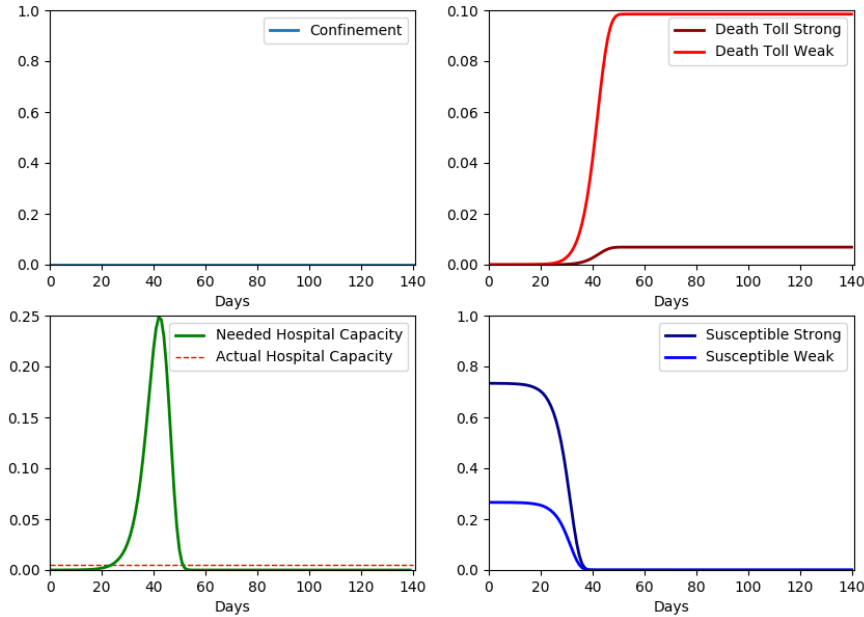 1.0
0.8
0.6
0.4
0.2
0.0
0 20 40 60 80 100 120 140
Days
Confinement
0.10
0.08
0.06
0.04
0.02
0.00
0 20 40 60 80 100 120 140
Days
Death Toll Strong
Death Toll Weak
0.25
0.20
0.15
0.10
0.05
0.00
0 20 40 60 80 100 120 140
Days
Needed Hospital Capacity
Actual Hospital Capacity
1.0
0.8
0.6
0.4
0.2
0.0
0 20 40 60 80 100 120 140
Days
Susceptible Strong
Susceptible Weak